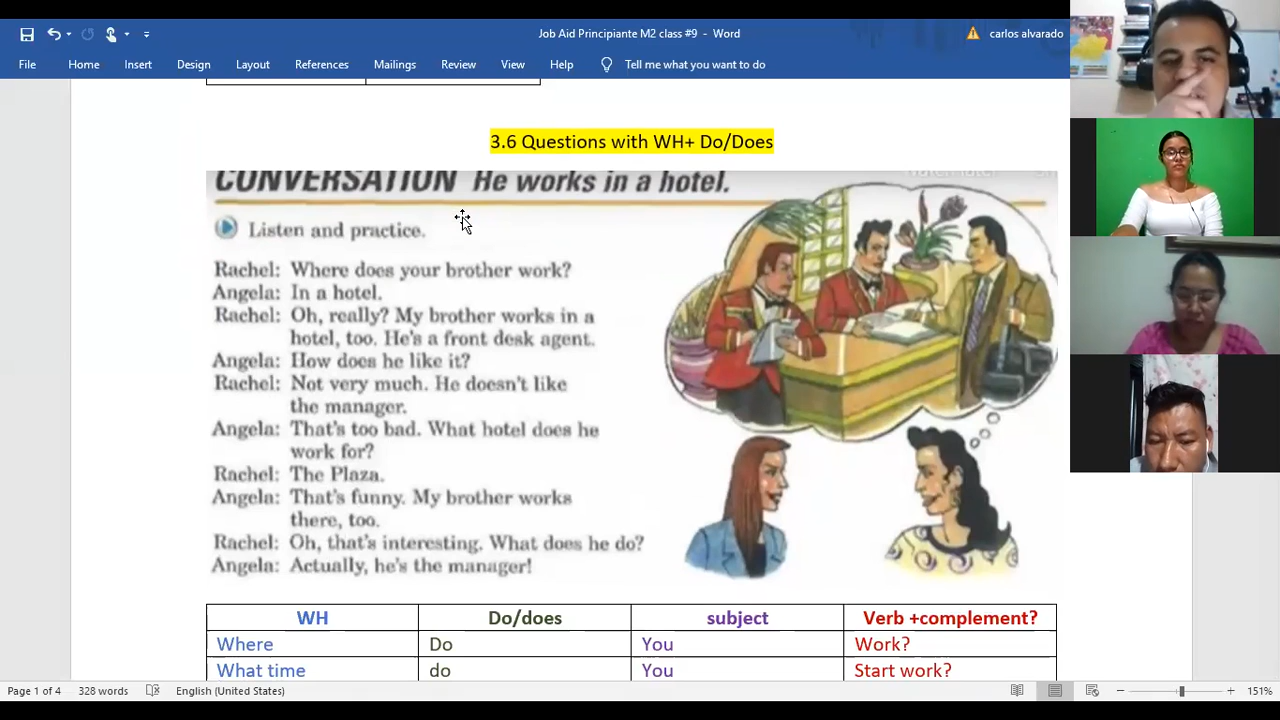 Job Aid Principiante M2 class #9 - Word
carlos alvarado
File Home Insert Design Layout References Mailings Review View Help Tell me what you want to do
3.6 Questions with WH+ Do/Does
CONVERSATION He works in a hotel.
Listen and practice.
Rachel: Where does your brother work?
Angela: In a hotel.
Rachel: Oh, really? My brother works in a
hotel, too. He's a front desk agent.
Angela: How does he like it?
Rachel: Not very much. He doesn't like
the manager.
Angela: That's too bad. What hotel does he
work for?
Rachel: The Plaza.
Angela: That's funny. My brother works
there, too.
Rachel: Oh, that's interesting. What does he do?
Angela: Actually, he's the manager!
WH Do/does subject Verb +complement?
Where Do You Work?
What time do You Start work?
Page 1 of 4 328 words English (United States) 151%